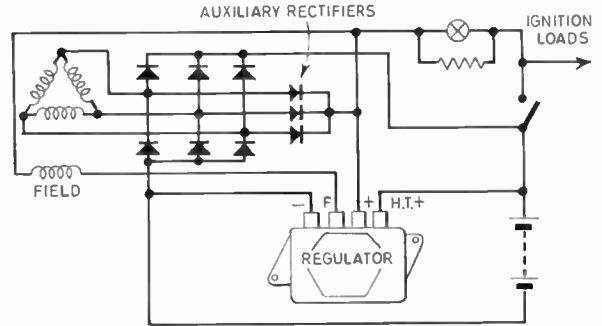 AUXILIARY RECTIFIERS
IGNITION
LOADS
FIELD
− F + H.T.+
REGULATOR